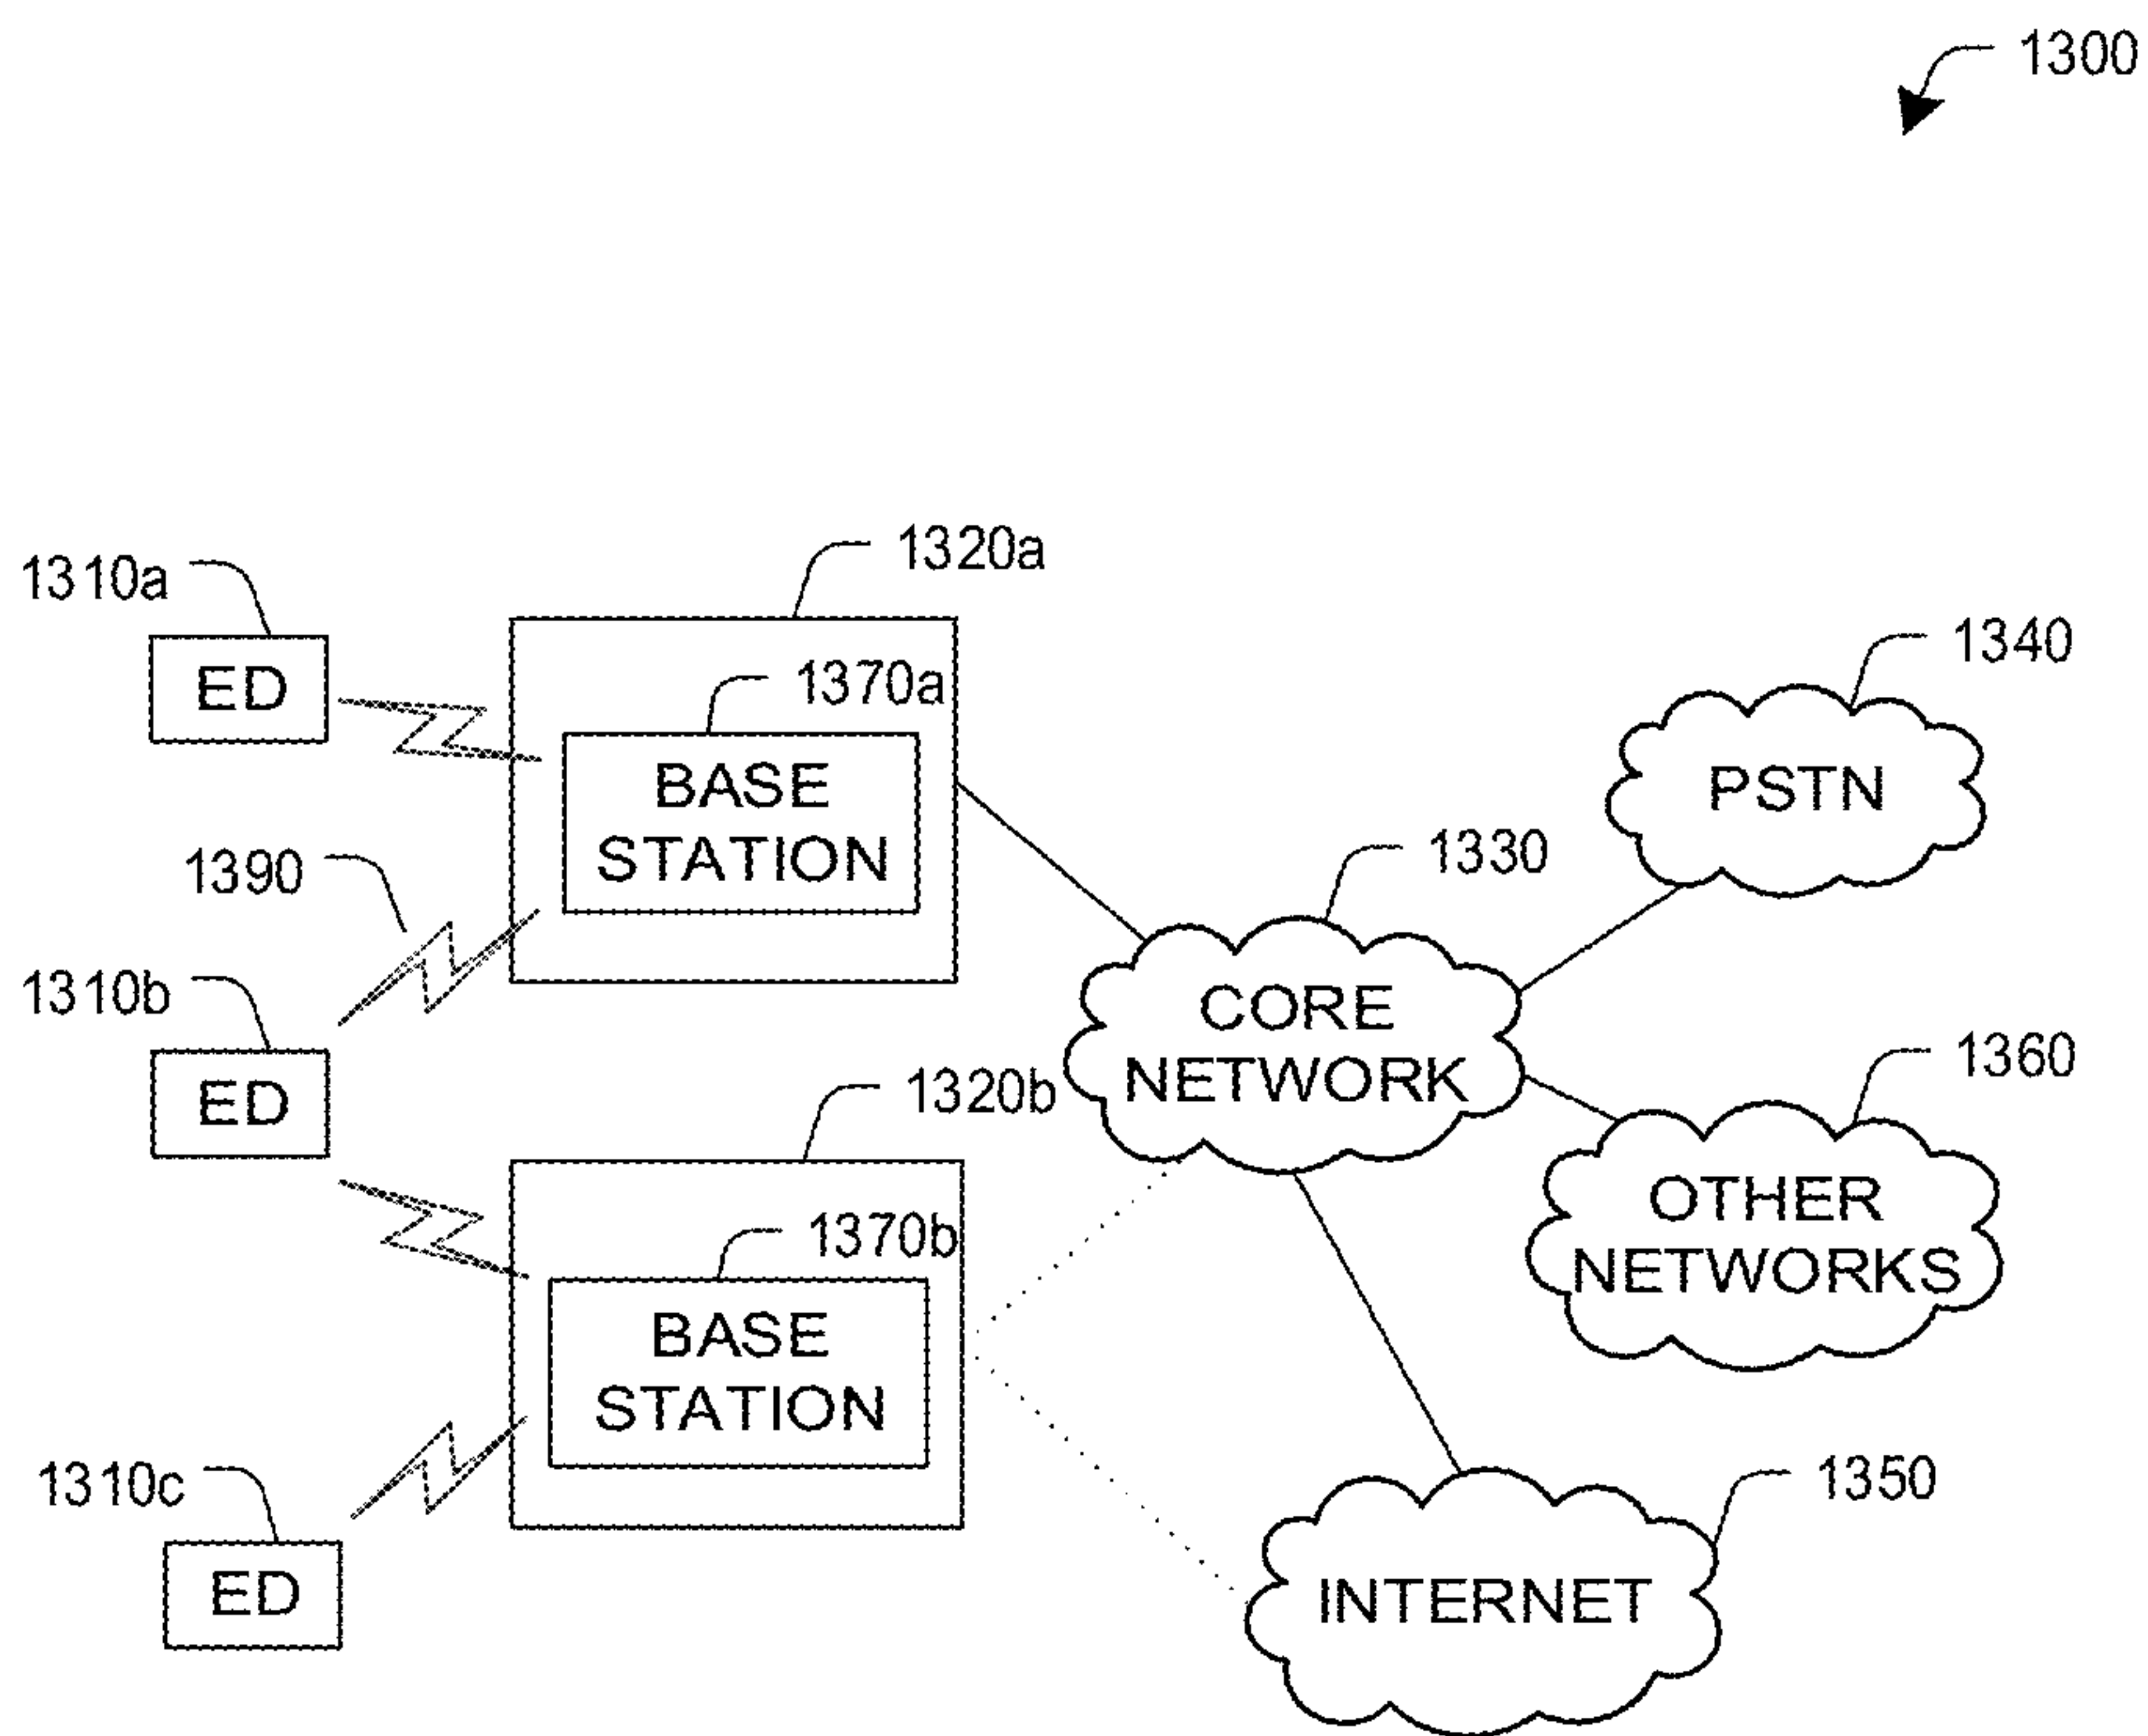 1300
1320a
1310a
ED
1370a
BASE
STATION
1340
PSTN
1390
1330
1310b
ED
CORE
NETWORK
1320b
1360
OTHER
NETWORKS
1370b
BASE
STATION
1310c
ED
1350
INTERNET